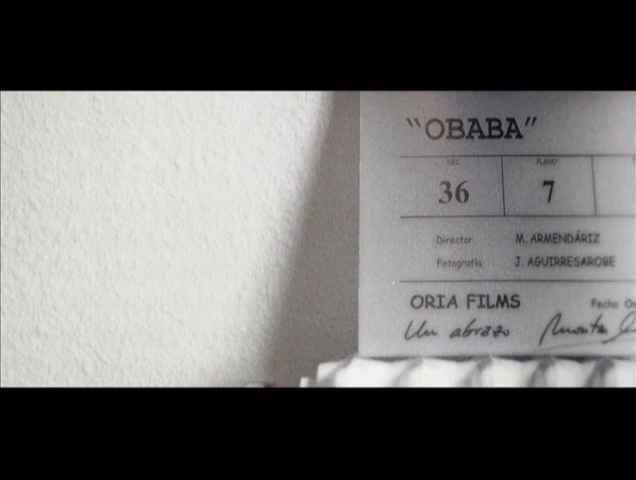 "OBABA"
SEC. PLANO
36 7
Director M. ARMENDÁRIZ
Fotografía J. AGUIRRESAROBE
ORIA FILMS Fecha
Un abrazo